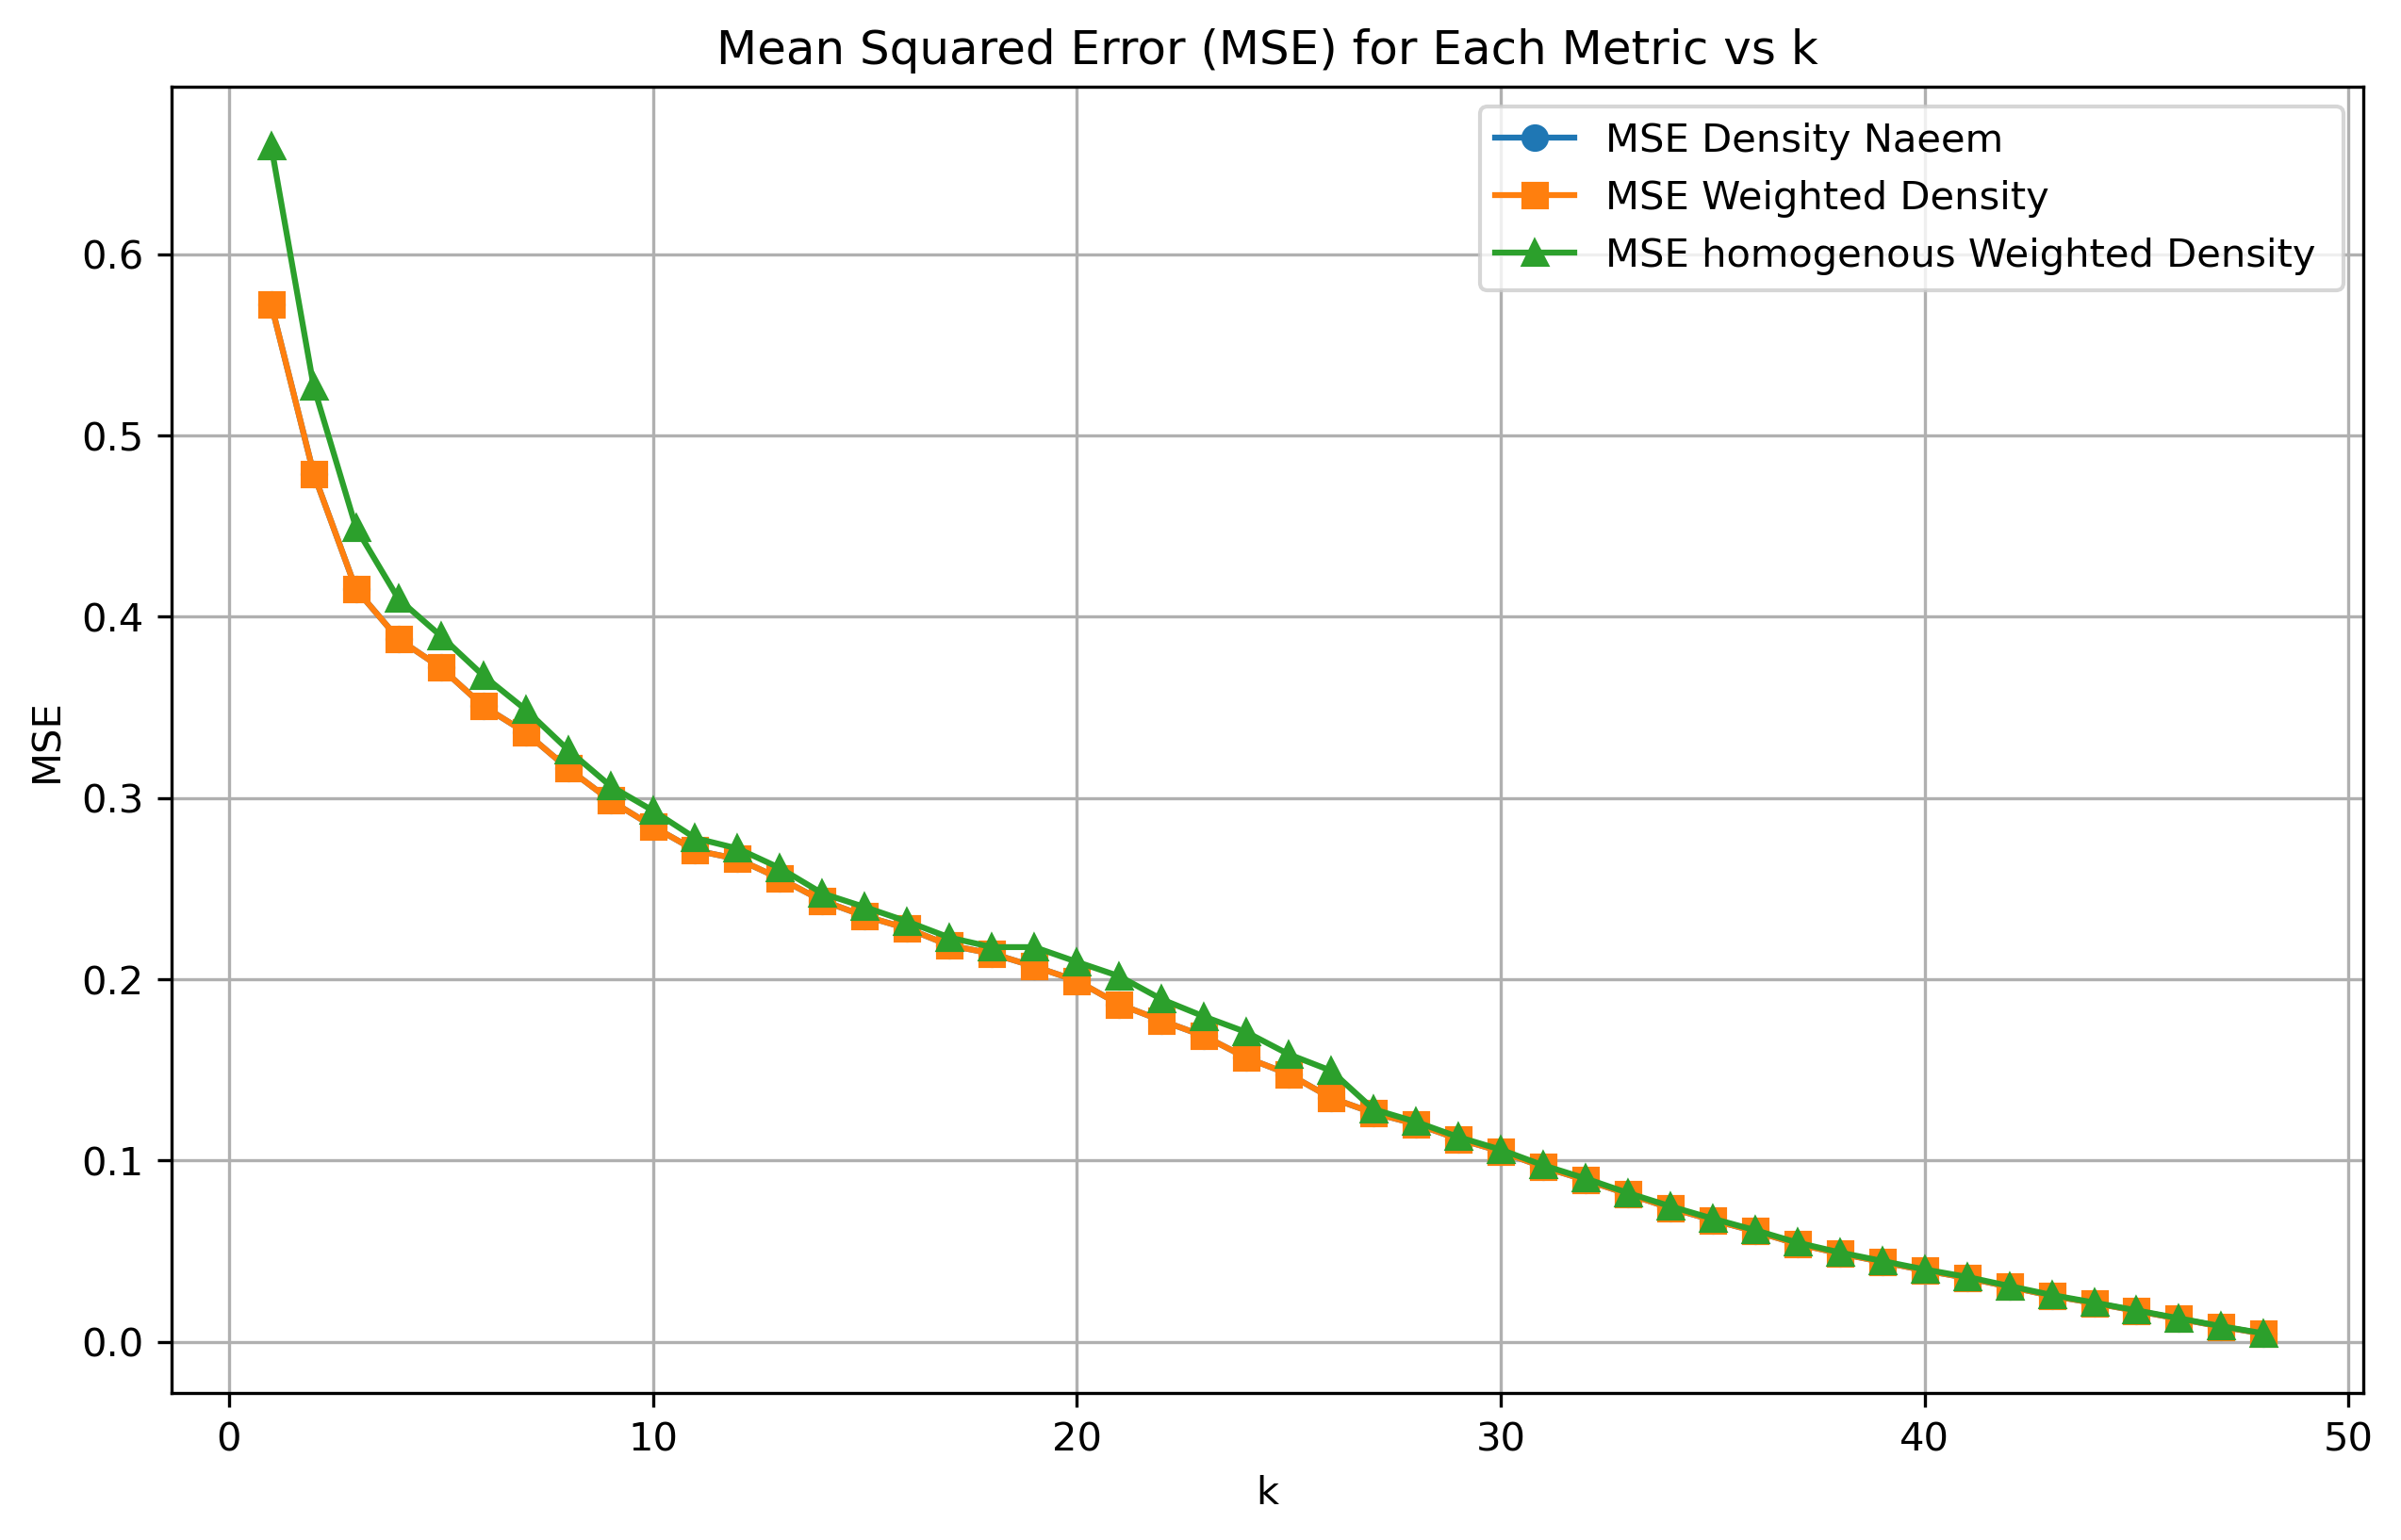 Mean Squared Error (MSE) for Each Metric vs k
MSE Density Naeem
MSE Weighted Density
MSE homogenous Weighted Density
0.6
0.5
0.4
0.3
0.2
0.1
0.0
MSE
0 10 20 30 40 50
k